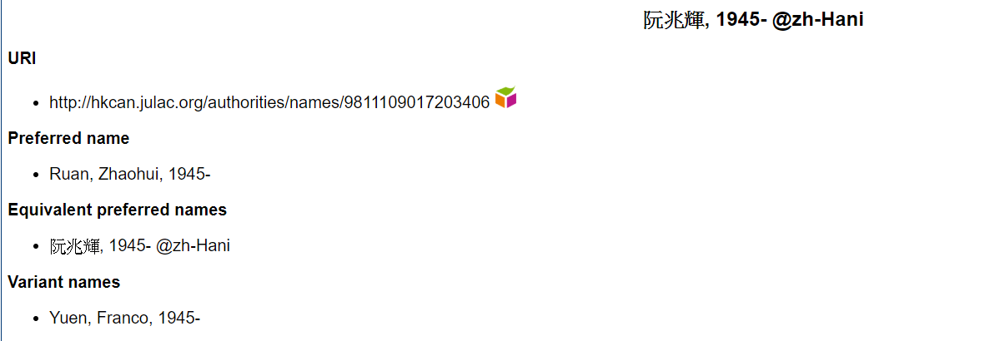 阮兆輝, 1945- @zh-Hani
URI
http://hkcan.julac.org/authorities/names/9811109017203406
Preferred name
Ruan, Zhaohui, 1945-
Equivalent preferred names
阮兆輝, 1945- @zh-Hani
Variant names
Yuen, Franco, 1945-